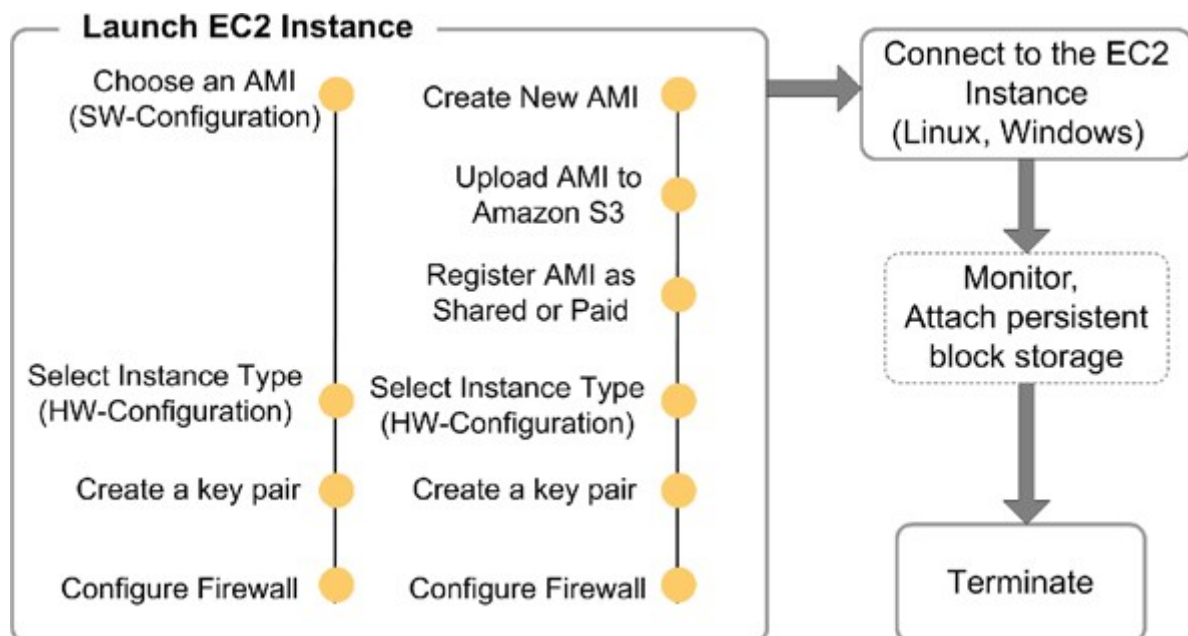 Launch EC2 Instance
Choose an AMI
(SW-Configuration)
Select Instance Type
(HW-Configuration)
Create a key pair
Configure Firewall
Create New AMI
Upload AMI to
Amazon S3
Register AMI as
Shared or Paid
Select Instance Type
(HW-Configuration)
Create a key pair
Configure Firewall
Connect to the EC2
Instance
(Linux, Windows)
Monitor,
Attach persistent
block storage
Terminate